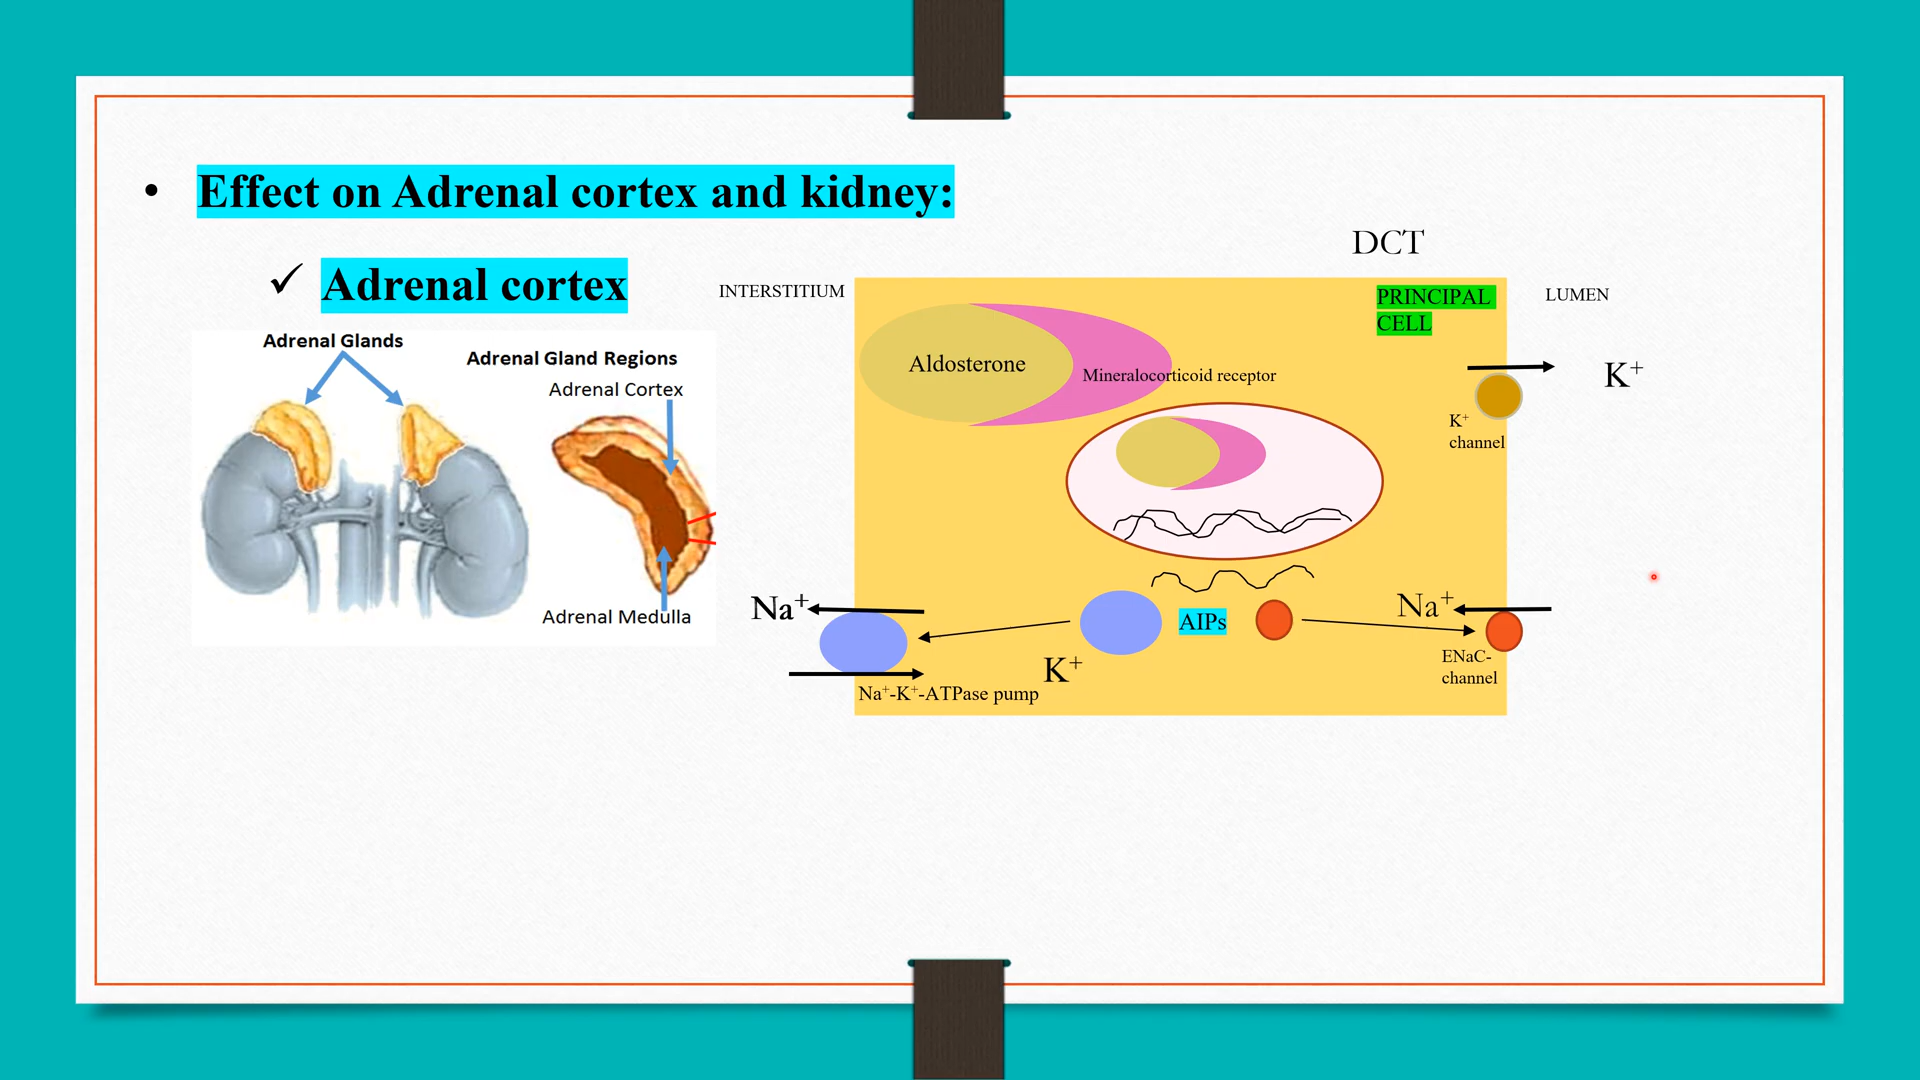 • Effect on Adrenal cortex and kidney:
✓ Adrenal cortex
Adrenal Glands
Adrenal Gland Regions
Adrenal Cortex
Adrenal Medulla
DCT
INTERSTITIUM
PRINCIPAL
CELL
LUMEN
Aldosterone
Mineralocorticoid receptor
K⁺
K⁺
channel
Na⁺
AIPs
Na⁺
K⁺
ENaC-
channel
Na⁺-K⁺-ATPase pump